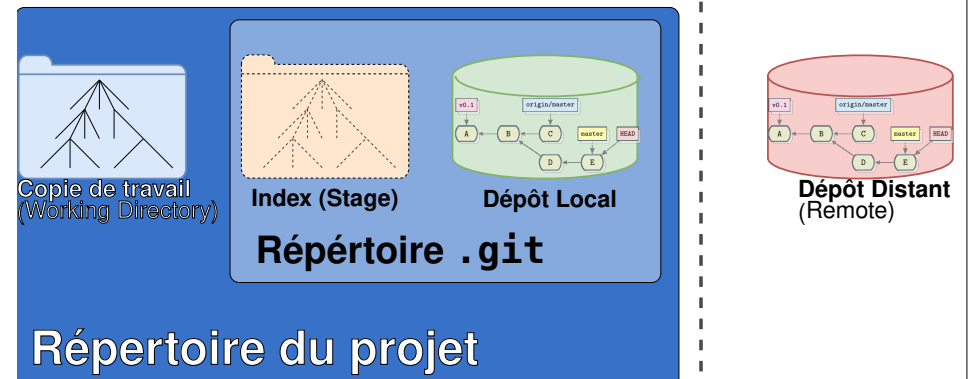 v0.1
origin/master
A
B
C
master
HEAD
D
E
v0.1
origin/master
A
B
C
master
HEAD
D
E
Copie de travail
(Working Directory)
Index (Stage)
Dépôt Local
Dépôt Distant
(Remote)
Répértoire .git
Répertoire du projet